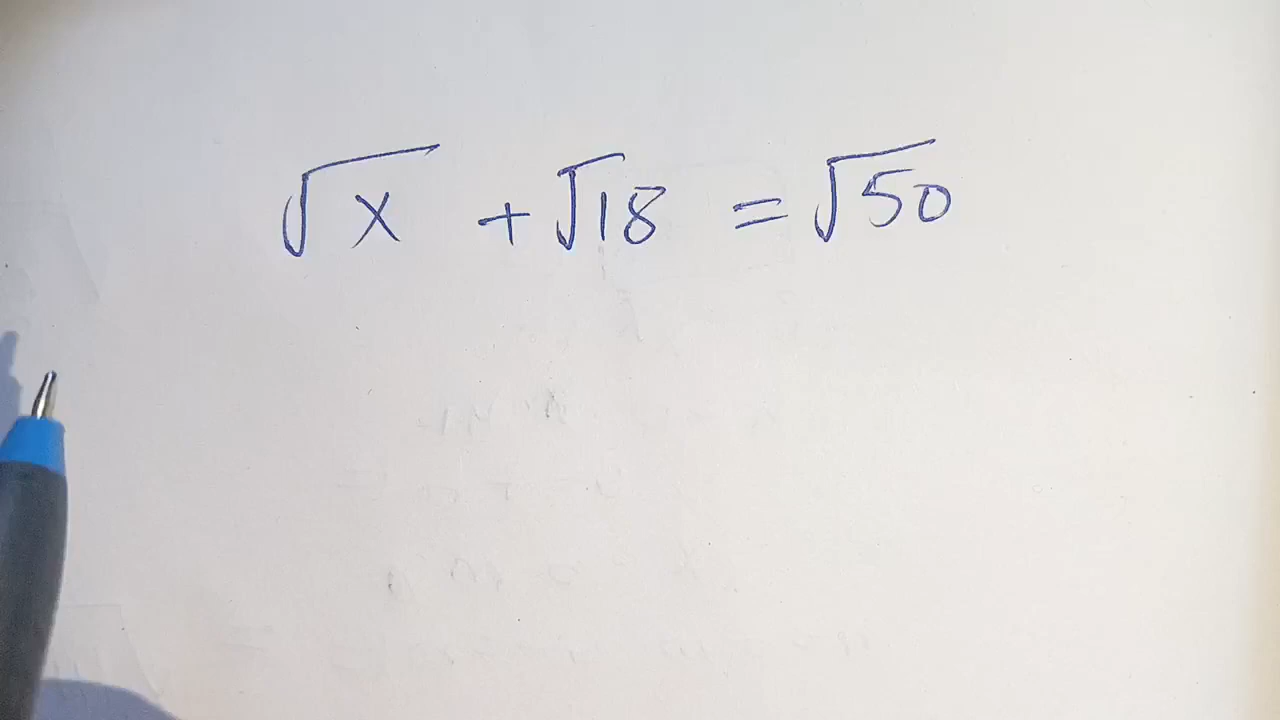 √x + √18 = √50